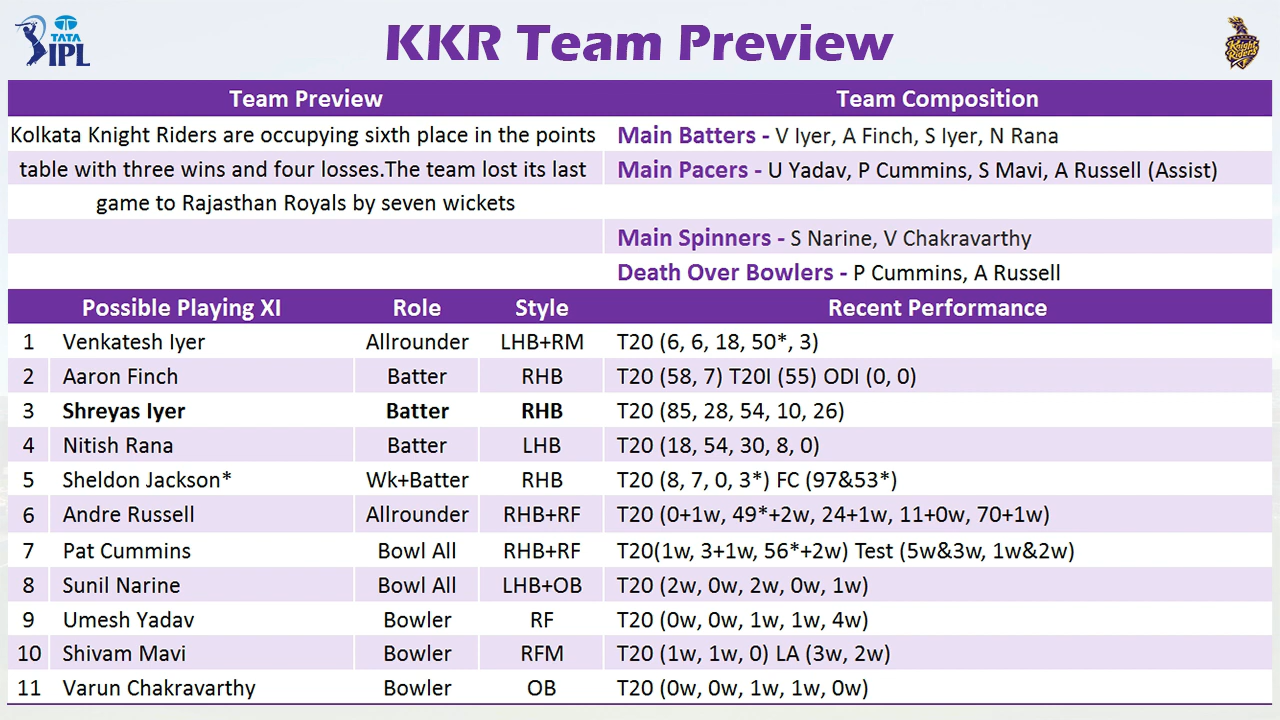 TATA
IPL
KKR Team Preview
Knight Riders
Team Preview Team Composition
Kolkata Knight Riders are occupying sixth place in the points Main Batters - V Iyer, A Finch, S Iyer, N Rana
table with three wins and four losses.The team lost its last Main Pacers - U Yadav, P Cummins, S Mavi, A Russell (Assist)
game to Rajasthan Royals by seven wickets
Main Spinners - S Narine, V Chakravarthy
Death Over Bowlers - P Cummins, A Russell
Possible Playing XI Role Style Recent Performance
1 Venkatesh Iyer Allrounder LHB+RM T20 (6, 6, 18, 50*, 3)
2 Aaron Finch Batter RHB T20 (58, 7) T20I (55) ODI (0, 0)
3 Shreyas Iyer Batter RHB T20 (85, 28, 54, 10, 26)
4 Nitish Rana Batter LHB T20 (18, 54, 30, 8, 0)
5 Sheldon Jackson* Wk+Batter RHB T20 (8, 7, 0, 3*) FC (97&53*)
6 Andre Russell Allrounder RHB+RF T20 (0+1w, 49*+2w, 24+1w, 11+0w, 70+1w)
7 Pat Cummins Bowl All RHB+RF T20(1w, 3+1w, 56*+2w) Test (5w&3w, 1w&2w)
8 Sunil Narine Bowl All LHB+OB T20 (2w, 0w, 2w, 0w, 1w)
9 Umesh Yadav Bowler RF T20 (0w, 0w, 1w, 1w, 4w)
10 Shivam Mavi Bowler RFM T20 (1w, 1w, 0) LA (3w, 2w)
11 Varun Chakravarthy Bowler OB T20 (0w, 0w, 1w, 1w, 0w)